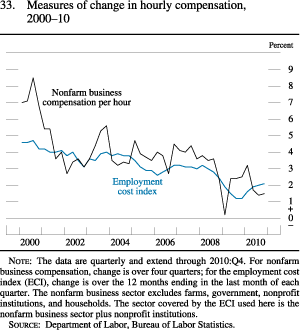 33. Measures of change in hourly compensation,
2000–10
Percent
Nonfarm business
compensation per hour
Employment
cost index
9
8
7
6
5
4
3
2
1
+
0
–
2000 2002 2004 2006 2008 2010
NOTE: The data are quarterly and extend through 2010:Q4. For nonfarm
business compensation, change is over four quarters; for the employment cost
index (ECI), change is over the 12 months ending in the last month of each
quarter. The nonfarm business sector excludes farms, government, nonprofit
institutions, and households. The sector covered by the ECI used here is the
nonfarm business sector plus nonprofit institutions.
SOURCE: Department of Labor, Bureau of Labor Statistics.